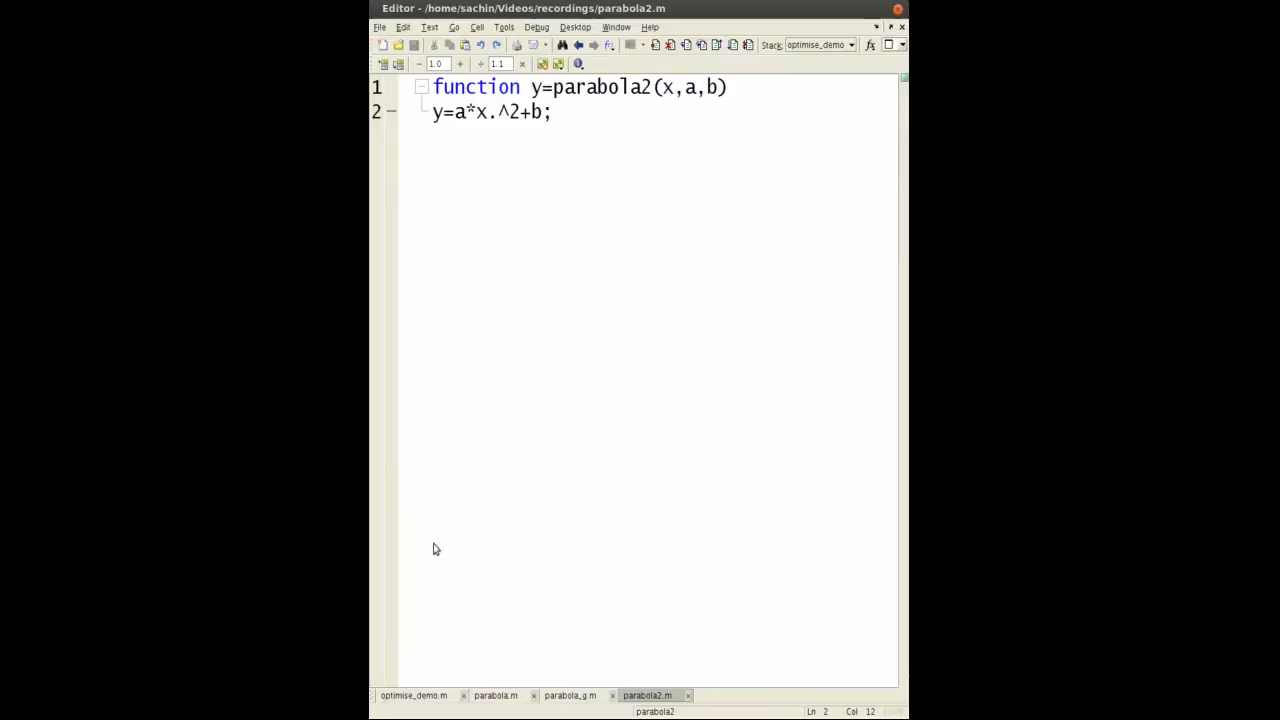 Editor - /home/sachin/Videos/recordings/parabola2.m
File Edit Text Go Cell Tools Debug Desktop Window Help
Stack: optimise_demo fx
− 1.0 + ÷ 1.1 ×
1 function y=parabola2(x,a,b)
2 y=a*x.^2+b;
optimise_demo.m parabola.m parabola_g.m parabola2.m
parabola2 Ln 2 Col 12